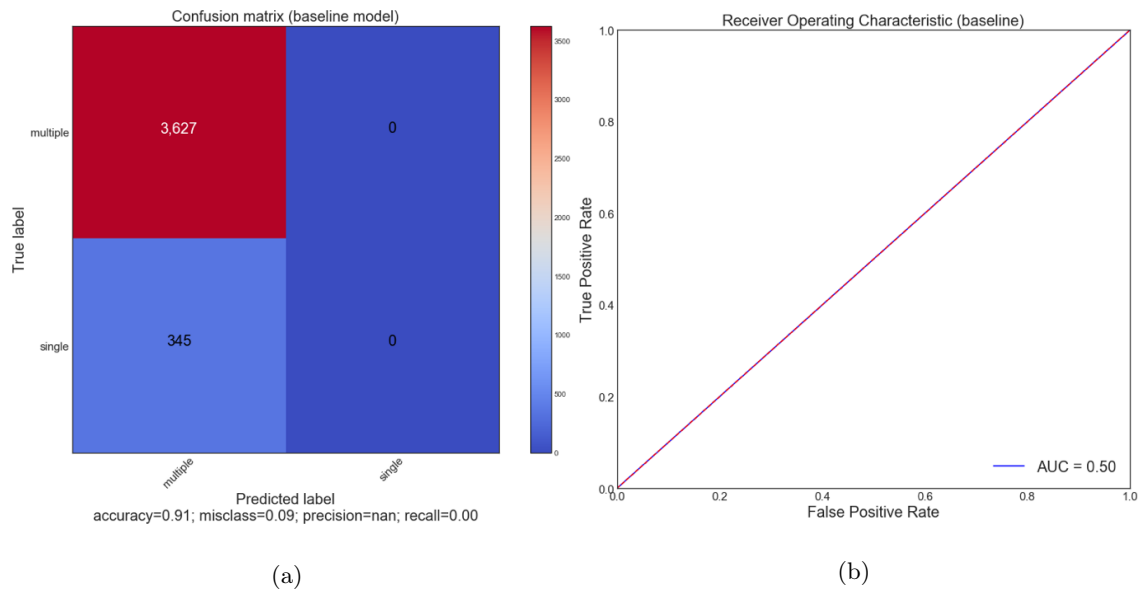 Confusion matrix (baseline model)
multiple
single
True label
3,627
0
345
0
multiple
single
Predicted label
accuracy=0.91; misclass=0.09; precision=nan; recall=0.00
3500
3000
2500
2000
1500
1000
500
0
(a)
Receiver Operating Characteristic (baseline)
1.0
0.8
0.6
0.4
0.2
0.0
True Positive Rate
AUC = 0.50
0.0
0.2
0.4
0.6
0.8
1.0
False Positive Rate
(b)